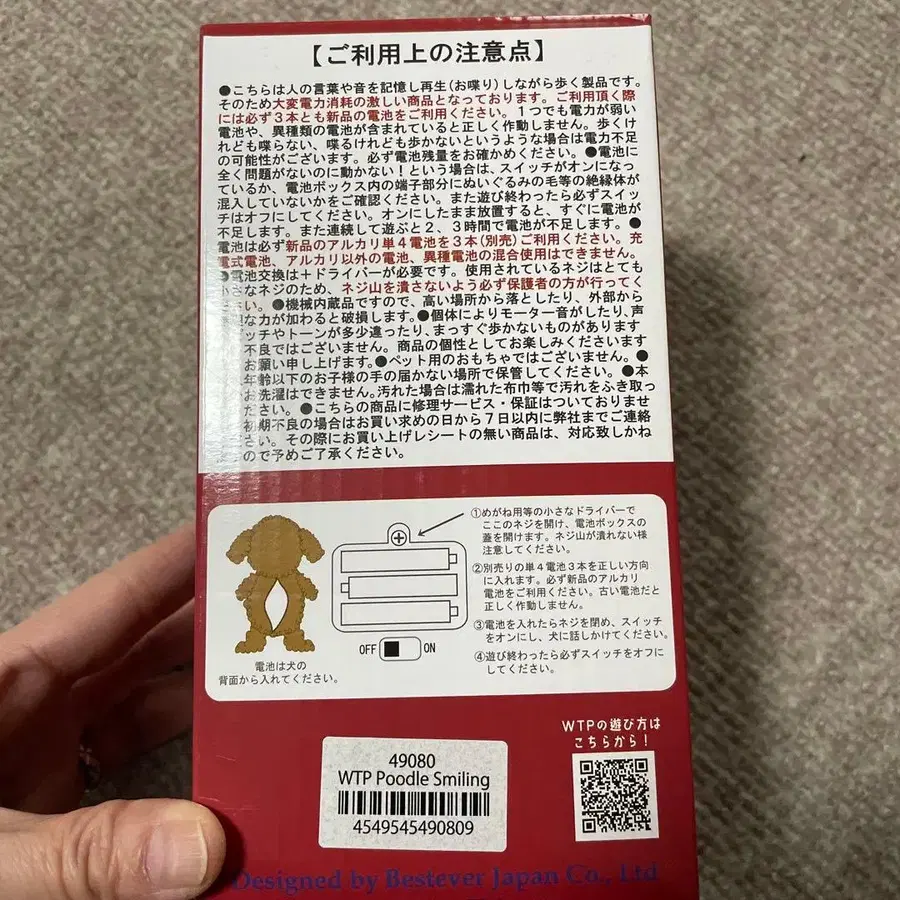 【ご利用上の注意点】
●こちらは人の言葉や音を記憶し再生(お喋り)しながら歩く製品です。
そのため大変電力消耗の激しい商品となっております。ご利用頂く際
には必ず3本とも新品の電池をご利用ください。1つでも電力が弱い
電池や、異種類の電池が含まれていると正しく作動しません。歩くけ
れども喋らない、喋るけれども歩かないというような場合は電力不足
の可能性がございます。必ず電池残量をお確かめください。●電池に
全く問題がないのに動かない！という場合は、スイッチがオンになっ
ているか、電池ボックス内の端子部分にぬいぐるみの毛等の絶縁体が
混入していないかをご確認ください。また遊び終わったら必ずスイッ
チはオフにしてください。オンにしたまま放置すると、すぐに電池が
不足します。また連続して遊ぶと2、3時間で電池が不足します。●
電池は必ず新品のアルカリ単4電池を3本(別売)ご利用ください。充
電式電池、アルカリ以外の電池、異種電池の混合使用はできません。
●電池交換は＋ドライバーが必要です。使用されているネジはとても
小さなネジのため、ネジ山を潰さないよう必ず保護者の方が行ってく
い。●機械内蔵品ですので、高い場所から落としたり、外部から
な力が加わると破損します。●個体によりモーター音がしたり、声
ッチやトーンが多少違ったり、まっすぐ歩かないものがあります
不良ではございません。商品の個性としてお楽しみくださいます
お願い申し上げます。●ペット用のおもちゃではございません。●
年齢以下のお子様の手の届かない場所で保管してください。●本
お洗濯はできません。汚れた場合は濡れた布巾等で汚れをふき取っ
ださい。●こちらの商品に修理サービス・保証はついておりませ
初期不良の場合はお買い求めの日から7日以内に弊社までご連絡
さい。その際にお買い上げレシートの無い商品は、対応致しかね
ので予めご了承ください。
①めがね用等の小さなドライバーで
ここのネジを開け、電池ボックスの
蓋を開けます。ネジ山が潰れない様
注意してください。
②別売りの単4電池3本を正しい方向
に入れます。必ず新品のアルカリ
電池をご利用ください。古い電池だと
正しく作動しません。
③電池を入れたらネジを閉め、スイッチ
をオンにし、犬に話しかけてください。
④遊び終わったら必ずスイッチをオフに
してください。
OFF ON
電池は犬の
背面から入れてください。
WTPの遊び方は
こちらから！
49080
WTP Poodle Smiling
4549545490809
Designed by Bestever Japan Co., Ltd